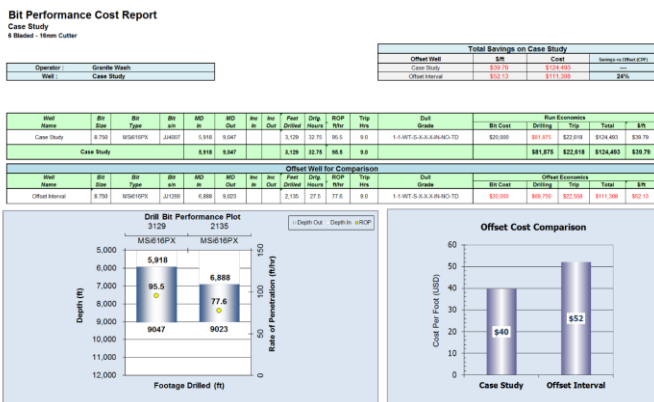 Bit Performance Cost Report
Case Study
6 Bladed - 16mm Cutter
Total Savings on Case Study
Offset Well $/ft Cost Savings vs Offset (CPF)
Case Study $39.79 $124,493 —
Offset Interval $52.13 $111,308 24%
Operator : Granite Wash
Well : Case Study
Well Name Bit Size Bit Type Bit s/n MD In MD Out Inc In Inc Out Feet Drilled Drlg. Hours ROP ft/hr Trip Hrs Dull Grade Run Economics
Bit Cost Drilling Trip Total $/ft
Case Study 8.750 MSi616PX 5,918 9,047 3,129 32.75 95.5 9.0 1-1-WT-S-X-X-X-IN-NO-TD $20,000 $81,875 $22,618 $124,493 $39.79
Case Study 5,918 9,047 3,129 32.75 95.5 9.0 $81,875 $22,618 $124,493 $39.79
Offset Well for Comparison
Well Name Bit Size Bit Type Bit s/n MD In MD Out Inc In Inc Out Feet Drilled Drlg. Hours ROP ft/hr Trip Hrs Dull Grade Offset Economics
Bit Cost Drilling Trip Total $/ft
Offset Interval 8.750 MSi616PX 6,888 9,023 2,135 27.5 77.6 9.0 1-1-WT-S-X-X-X-IN-NO-TD $20,000 $68,750 $22,558 $111,308 $52.13
Drill Bit Performance Plot
3129 2135
MSi616PX MSi616PX
Depth Out Depth In ROP
5,000
6,000
7,000
8,000
9,000
10,000
11,000
12,000
Depth (ft)
5,918
95.5
9047
6,888
77.6
9023
150
100
50
0
Rate of Penetration (ft/hr)
Footage Drilled (ft)
Offset Cost Comparison
60
50
40
30
20
10
0
Cost Per Foot (USD)
$40
$52
Case Study Offset Interval